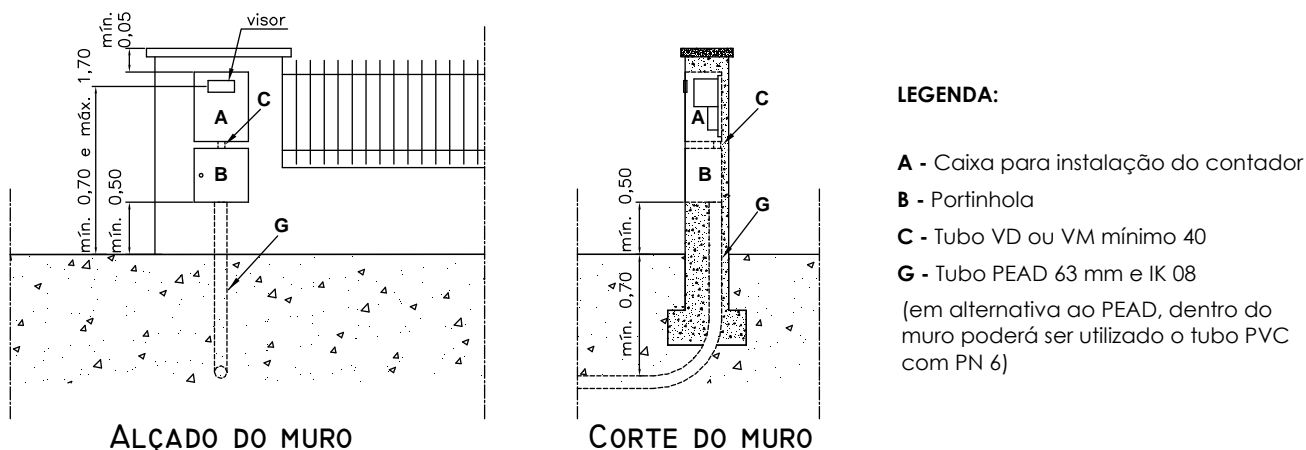 visor
mín.
0,05
mín. 0,70 e máx. 1,70
mín. 0,50
A
B
C
G
ALÇADO DO MURO
mín. 0,50
mín. 0,70
A
B
C
G
CORTE DO MURO
LEGENDA:
A - Caixa para instalação do contador
B - Portinhola
C - Tubo VD ou VM mínimo 40
G - Tubo PEAD 63 mm e IK 08
(em alternativa ao PEAD, dentro do
muro poderá ser utilizado o tubo PVC
com PN 6)